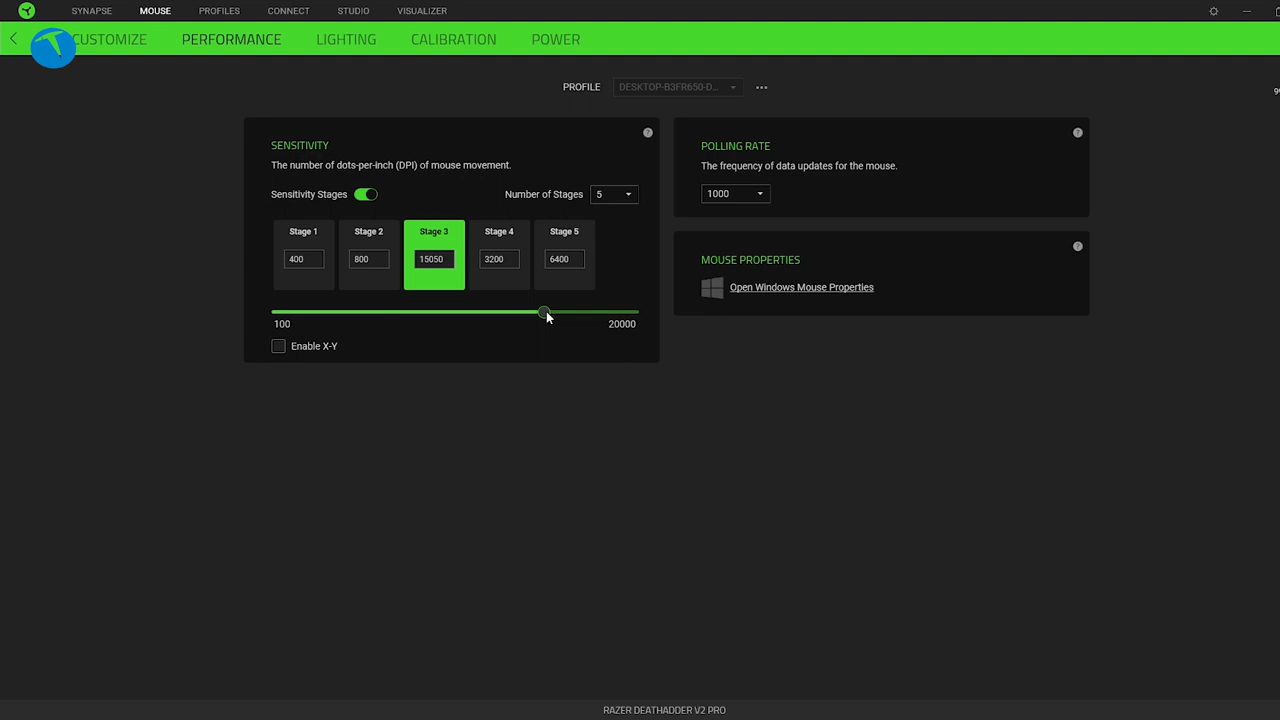 SYNAPSE MOUSE PROFILES CONNECT STUDIO VISUALIZER
CUSTOMIZE PERFORMANCE LIGHTING CALIBRATION POWER
PROFILE DESKTOP-B3FR650-D...
SENSITIVITY
The number of dots-per-inch (DPI) of mouse movement.
Sensitivity Stages Number of Stages 5
Stage 1 Stage 2 Stage 3 Stage 4 Stage 5
400 800 15050 3200 6400
100 20000
Enable X-Y
POLLING RATE
The frequency of data updates for the mouse.
1000
MOUSE PROPERTIES
Open Windows Mouse Properties
RAZER DEATHADDER V2 PRO